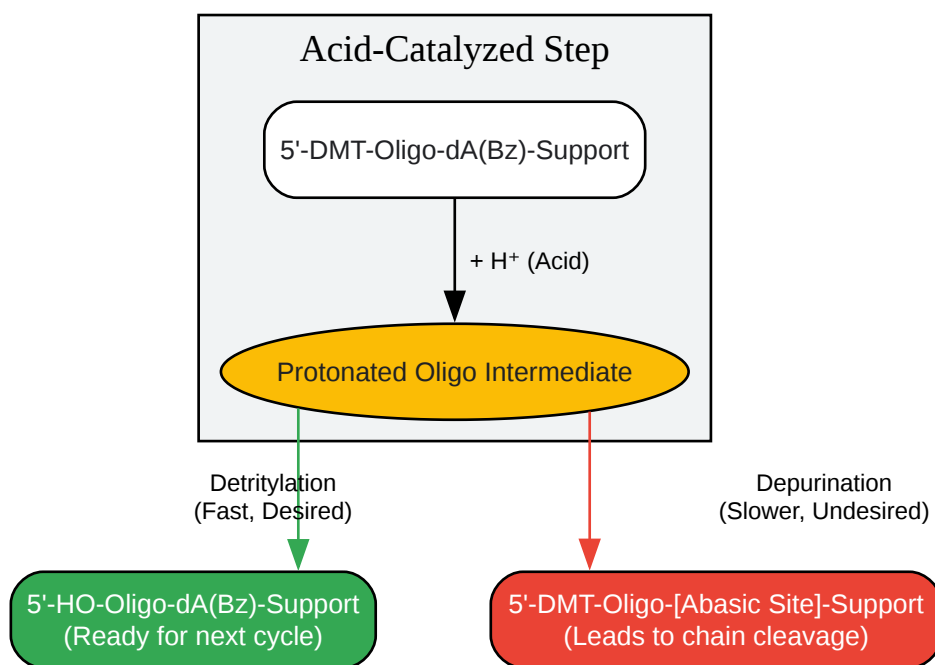 Acid-Catalyzed Step
5'-DMT-Oligo-dA(Bz)-Support
+ H⁺ (Acid)
Protonated Oligo Intermediate
Detritylation
(Fast, Desired)
Depurination
(Slower, Undesired)
5'-HO-Oligo-dA(Bz)-Support
(Ready for next cycle)
5'-DMT-Oligo-[Abasic Site]-Support
(Leads to chain cleavage)